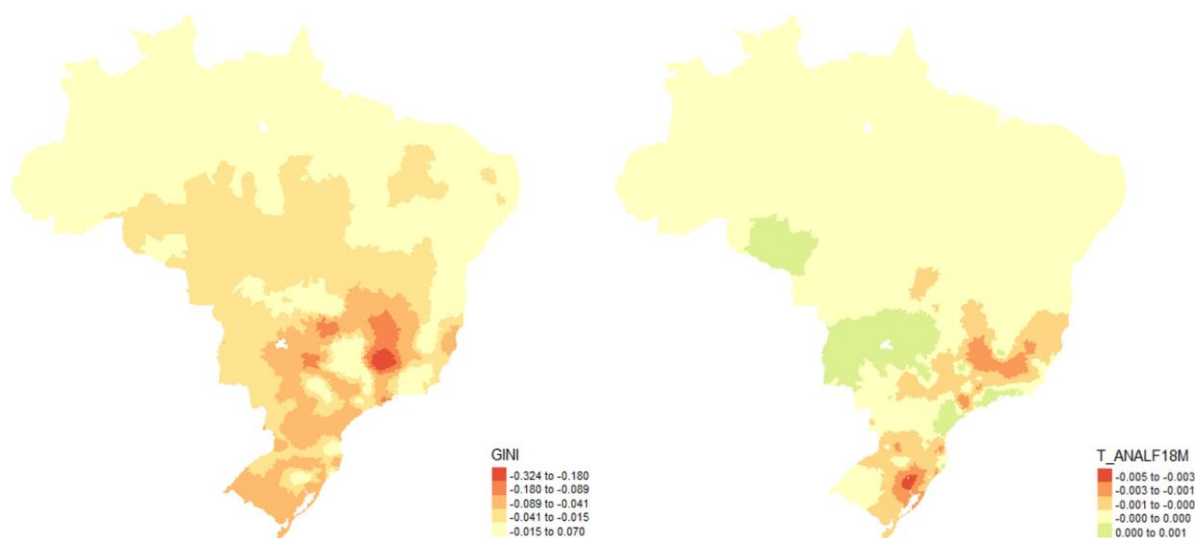 GINI
-0.324 to -0.180
-0.180 to -0.089
-0.089 to -0.041
-0.041 to -0.015
-0.015 to 0.070
T_ANALF18M
-0.005 to -0.003
-0.003 to -0.001
-0.001 to -0.000
-0.000 to 0.000
0.000 to 0.001